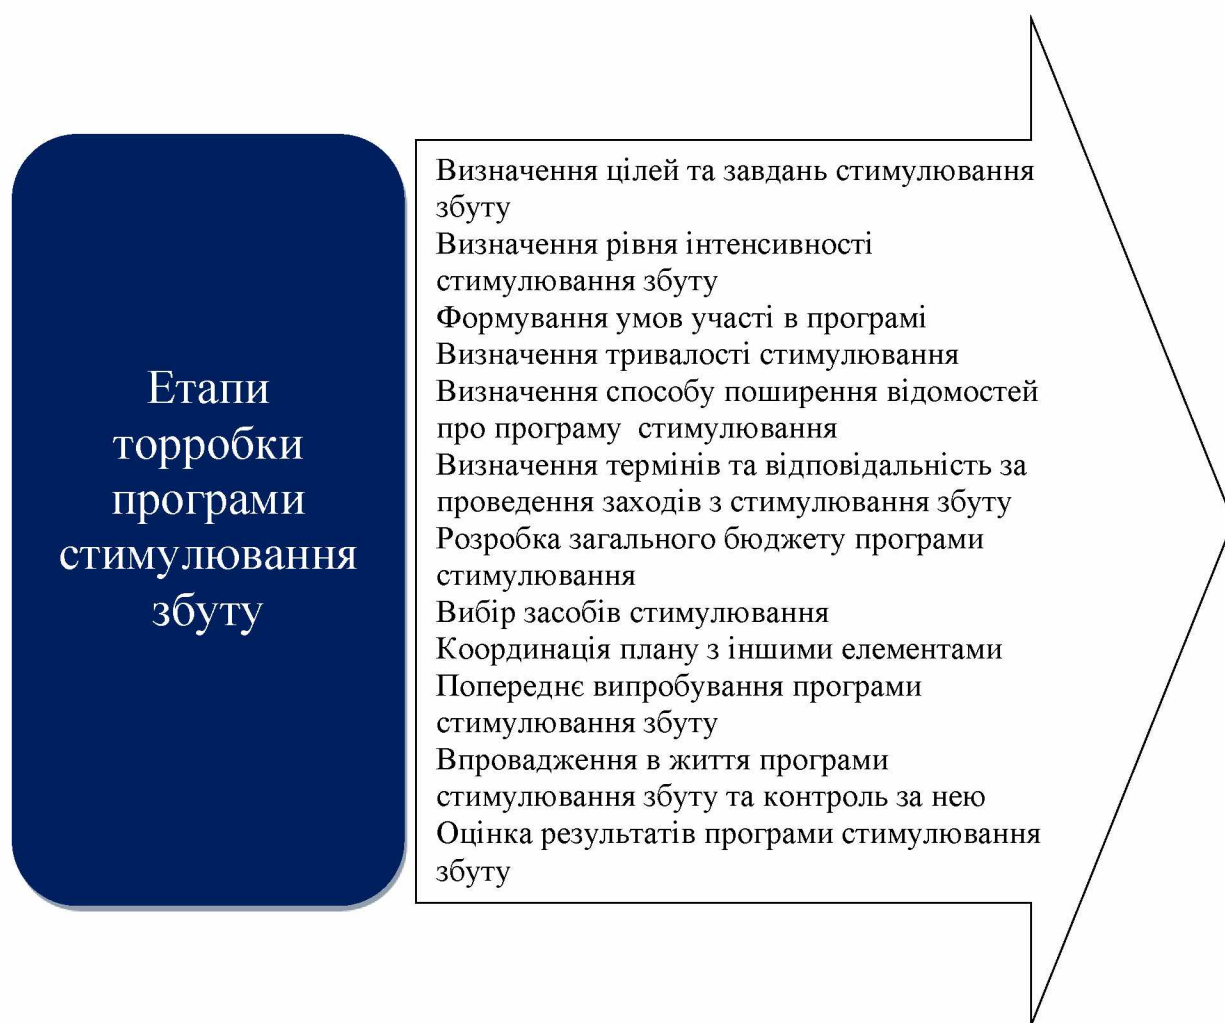 Етапи
торробки
програми
стимулювання
збуту
Визначення цілей та завдань стимулювання
збуту
Визначення рівня інтенсивності
стимулювання збуту
Формування умов участі в програмі
Визначення тривалості стимулювання
Визначення способу поширення відомостей
про програму стимулювання
Визначення термінів та відповідальність за
проведення заходів з стимулювання збуту
Розробка загального бюджету програми
стимулювання
Вибір засобів стимулювання
Координація плану з іншими елементами
Попереднє випробування програми
стимулювання збуту
Впровадження в життя програми
стимулювання збуту та контроль за нею
Оцінка результатів програми стимулювання
збуту